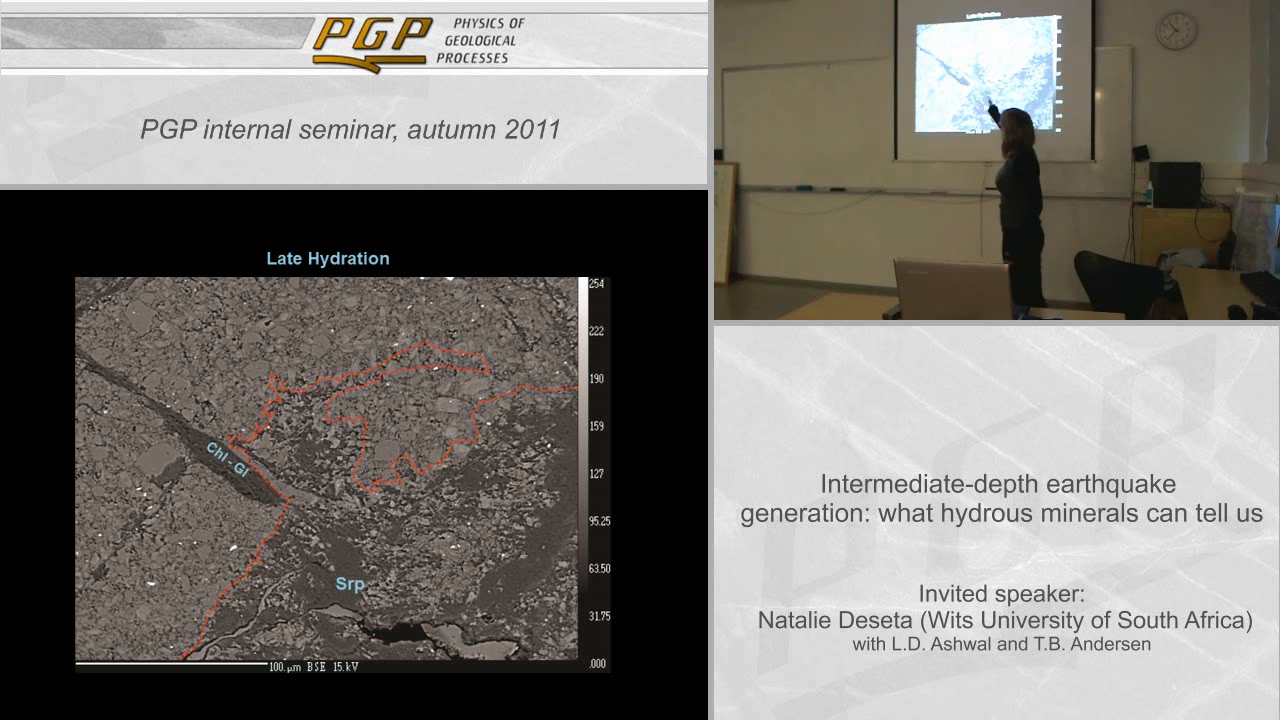 PGP
PHYSICS OF
GEOLOGICAL
PROCESSES
PGP internal seminar, autumn 2011
Late Hydration
254
222
190
159
127
95.25
63.50
31.75
.000
Chl - Gl
Srp
100.µm BSE 15.kV
Intermediate-depth earthquake
generation: what hydrous minerals can tell us
Invited speaker:
Natalie Deseta (Wits University of South Africa)
with L.D. Ashwal and T.B. Andersen